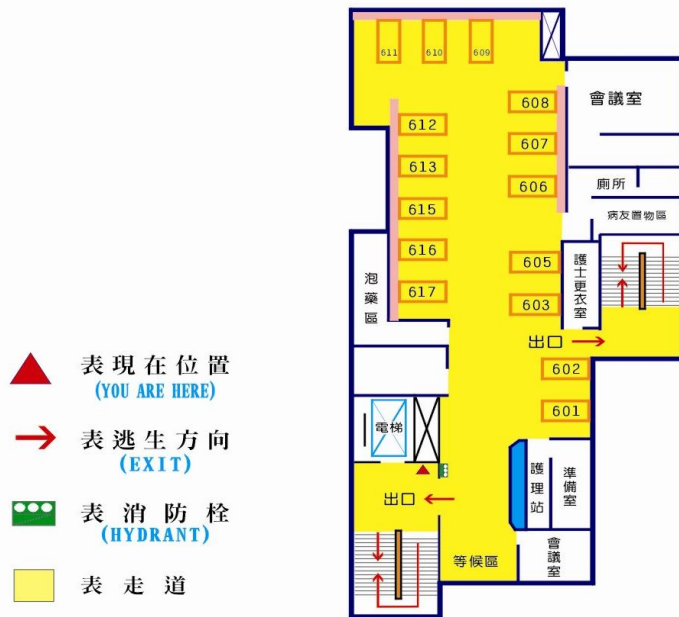 611
610
609
608
會議室
612
607
613
606
廁所
615
病友置物區
616
605
護士更衣室
泡藥區
617
603
出口
602
601
表現在位置
(YOU ARE HERE)
表逃生方向
(EXIT)
表消防栓
(HYDRANT)
表走道
電梯
出口
護理站
準備室
等候區
會議室